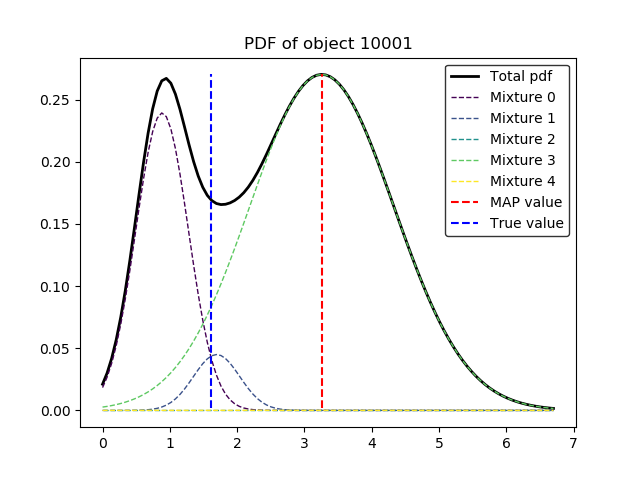 PDF of object 10001
0.25
0.20
0.15
0.10
0.05
0.00
0 1 2 3 4 5 6 7
Total pdf
Mixture 0
Mixture 1
Mixture 2
Mixture 3
Mixture 4
MAP value
True value